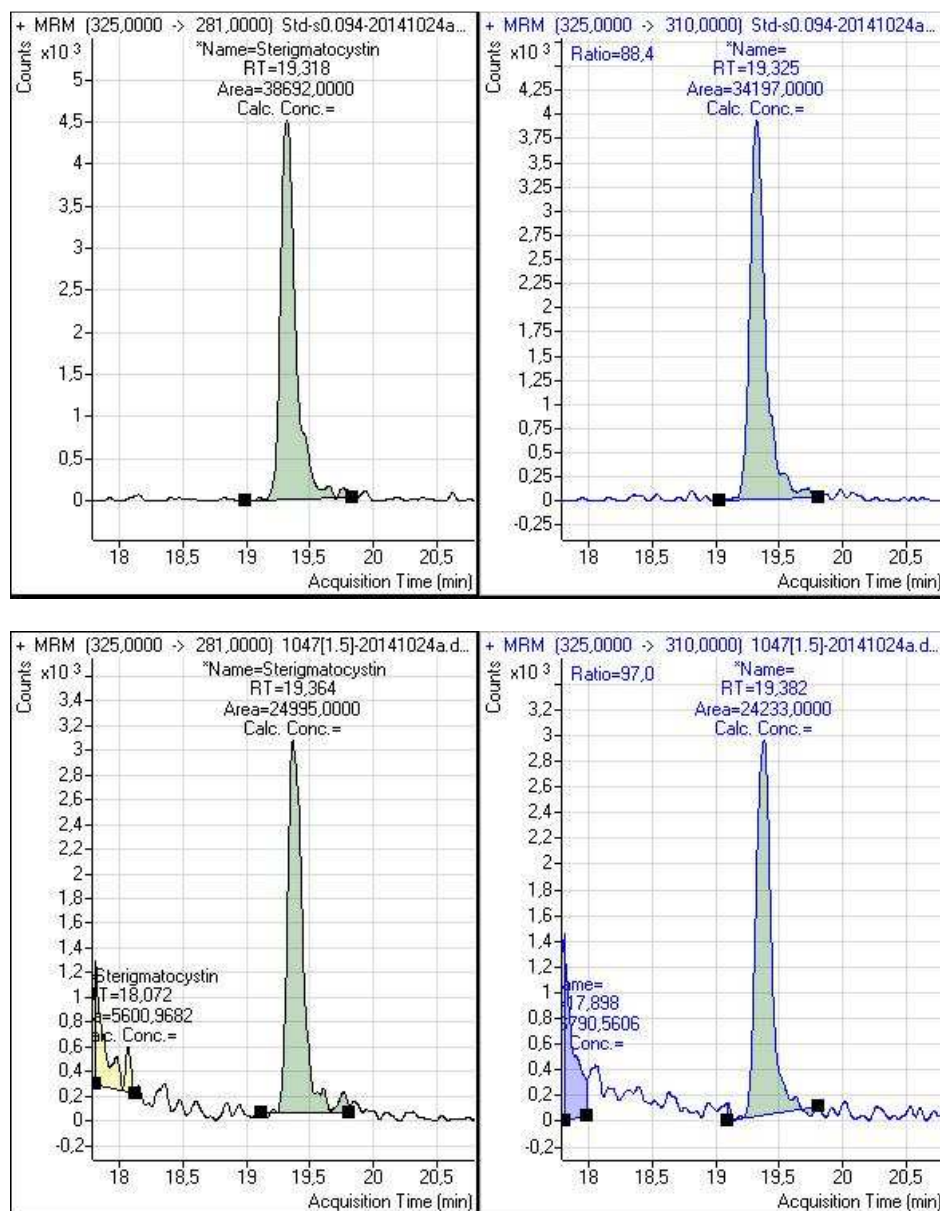 + MRM (325,0000 -> 281,0000) Std-s0.094-20141024a...
Counts
x10 3
*Name=Sterigmatocystin
RT=19,318
Area=38692,0000
Calc. Conc.=
5
4,5
4
3,5
3
2,5
2
1,5
1
0,5
0
18 18,5 19 19,5 20 20,5
Acquisition Time (min)
+ MRM (325,0000 -> 310,0000) Std-s0.094-20141024a...
Counts
x10 3
Ratio=88,4
*Name=
RT=19,325
Area=34197,0000
Calc. Conc.=
4,25
4
3,75
3,5
3,25
3
2,75
2,5
2,25
2
1,75
1,5
1,25
1
0,75
0,5
0,25
0
-0,25
18 18,5 19 19,5 20 20,5
Acquisition Time (min)
+ MRM (325,0000 -> 281,0000) 1047[1.5]-20141024a.d...
Counts
x10 3
*Name=Sterigmatocystin
RT=19,364
Area=24995,0000
Calc. Conc.=
3,4
3,2
3
2,8
2,6
2,4
2,2
2
1,8
1,6
1,4
1,2
1
0,8
0,6
0,4
0,2
0
-0,2
Sterigmatocystin
RT=18,072
a=5600,9682
alc. Conc.=
18 18,5 19 19,5 20 20,5
Acquisition Time (min)
+ MRM (325,0000 -> 310,0000) 1047[1.5]-20141024a.d...
Counts
x10 3
Ratio=97,0
*Name=
RT=19,382
Area=24233,0000
Calc. Conc.=
3,2
3
2,8
2,6
2,4
2,2
2
1,8
1,6
1,4
1,2
1
0,8
0,6
0,4
0,2
0
-0,2
ame=
17,898
5790,5606
Conc.=
18 18,5 19 19,5 20 20,5
Acquisition Time (min)